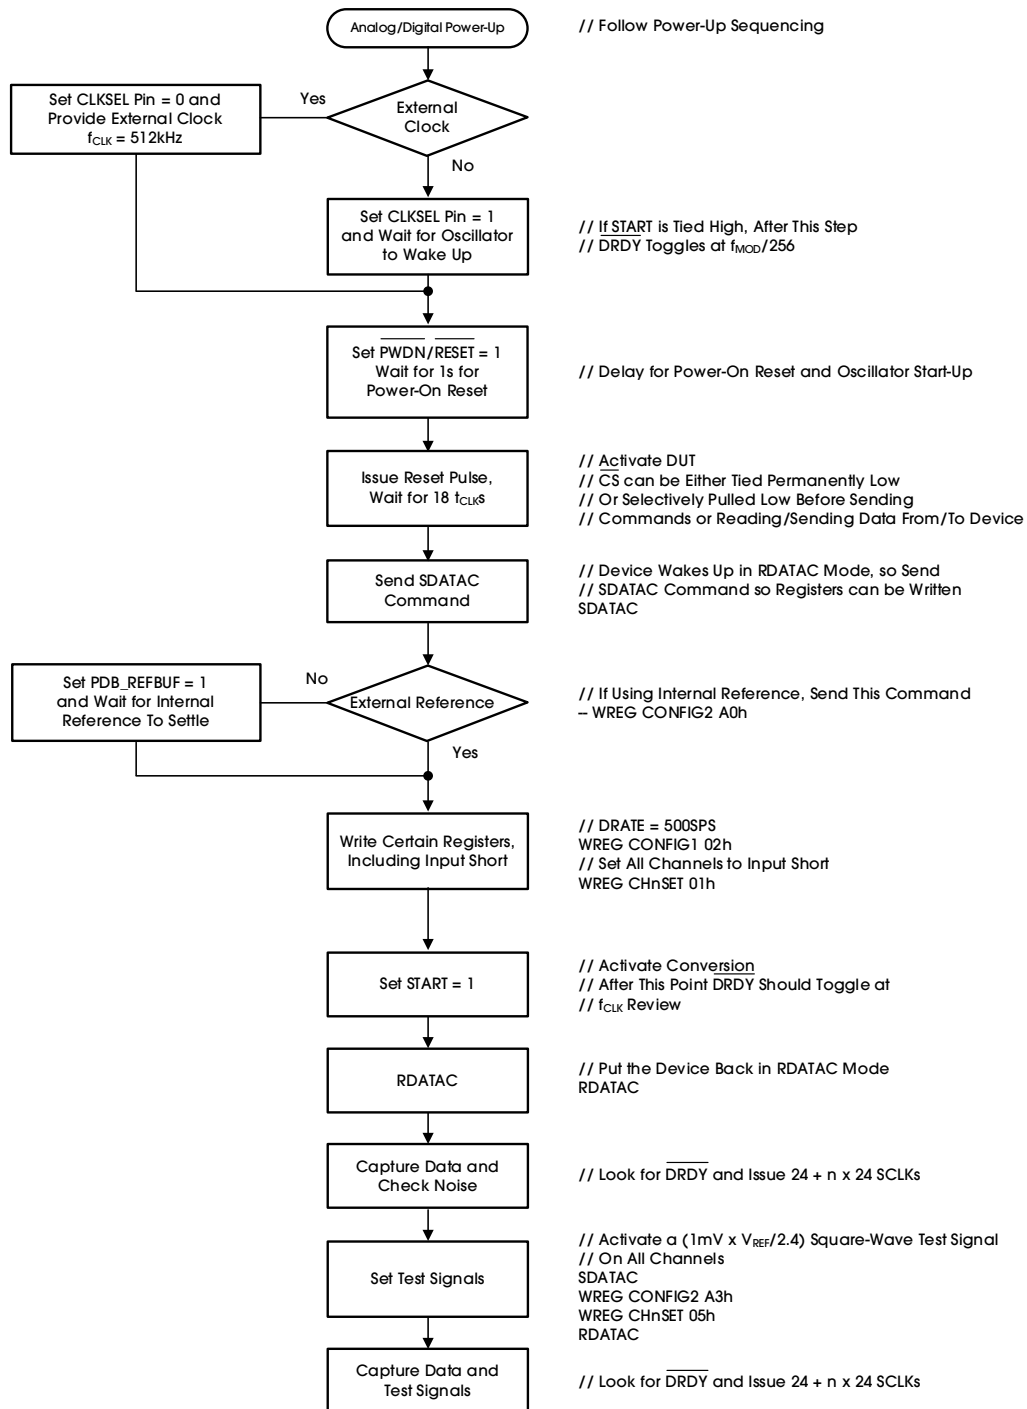 Analog/Digital Power-Up
// Follow Power-Up Sequencing
Set CLKSEL Pin = 0 and
Provide External Clock
fCLK = 512kHz
Yes
External
Clock
No
Set CLKSEL Pin = 1
and Wait for Oscillator
to Wake Up
// If START is Tied High, After This Step
// DRDY Toggles at fMOD/256
Set PWDN/RESET = 1
Wait for 1s for
Power-On Reset
// Delay for Power-On Reset and Oscillator Start-Up
Issue Reset Pulse,
Wait for 18 tCLKs
// Activate DUT
// CS can be Either Tied Permanently Low
// Or Selectively Pulled Low Before Sending
// Commands or Reading/Sending Data From/To Device
Send SDATAC
Command
// Device Wakes Up in RDATAC Mode, so Send
// SDATAC Command so Registers can be Written
SDATAC
Set PDB_REFBUF = 1
and Wait for Internal
Reference To Settle
No
External Reference
Yes
// If Using Internal Reference, Send This Command
-- WREG CONFIG2 A0h
Write Certain Registers,
Including Input Short
// DRATE = 500SPS
WREG CONFIG1 02h
// Set All Channels to Input Short
WREG CHnSET 01h
Set START = 1
// Activate Conversion
// After This Point DRDY Should Toggle at
// fCLK Review
RDATAC
// Put the Device Back in RDATAC Mode
RDATAC
Capture Data and
Check Noise
// Look for DRDY and Issue 24 + n x 24 SCLKs
Set Test Signals
// Activate a (1mV x VREF/2.4) Square-Wave Test Signal
// On All Channels
SDATAC
WREG CONFIG2 A3h
WREG CHnSET 05h
RDATAC
Capture Data and
Test Signals
// Look for DRDY and Issue 24 + n x 24 SCLKs